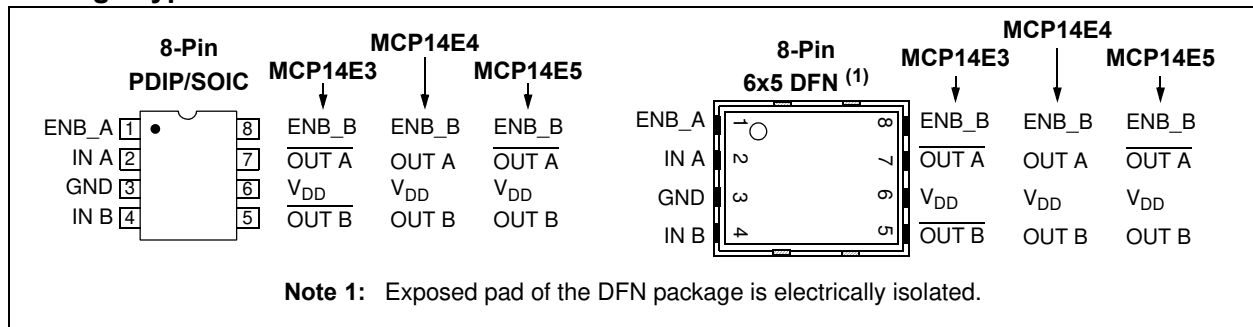 8-Pin
PDIP/SOIC
MCP14E3
MCP14E4
MCP14E5
ENB_A 1 8 ENB_B ENB_B ENB_B
IN A 2 7 OUT A OUT A OUT A
GND 3 6 VDD VDD VDD
IN B 4 5 OUT B OUT B OUT B
8-Pin
6x5 DFN (1)
MCP14E3
MCP14E4
MCP14E5
ENB_A 1 8 ENB_B ENB_B ENB_B
IN A 2 7 OUT A OUT A OUT A
GND 3 6 VDD VDD VDD
IN B 4 5 OUT B OUT B OUT B
Note 1: Exposed pad of the DFN package is electrically isolated.